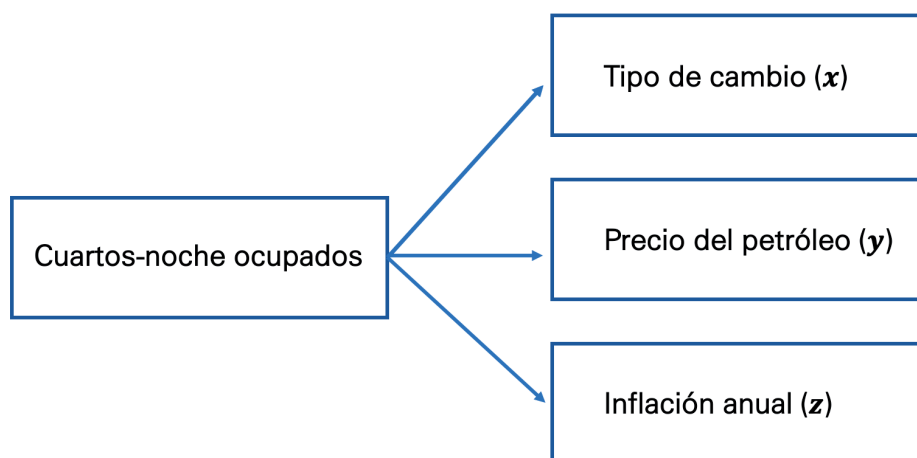 Tipo de cambio (x)
Cuartos-noche ocupados
Precio del petróleo (y)
Inflación anual (z)